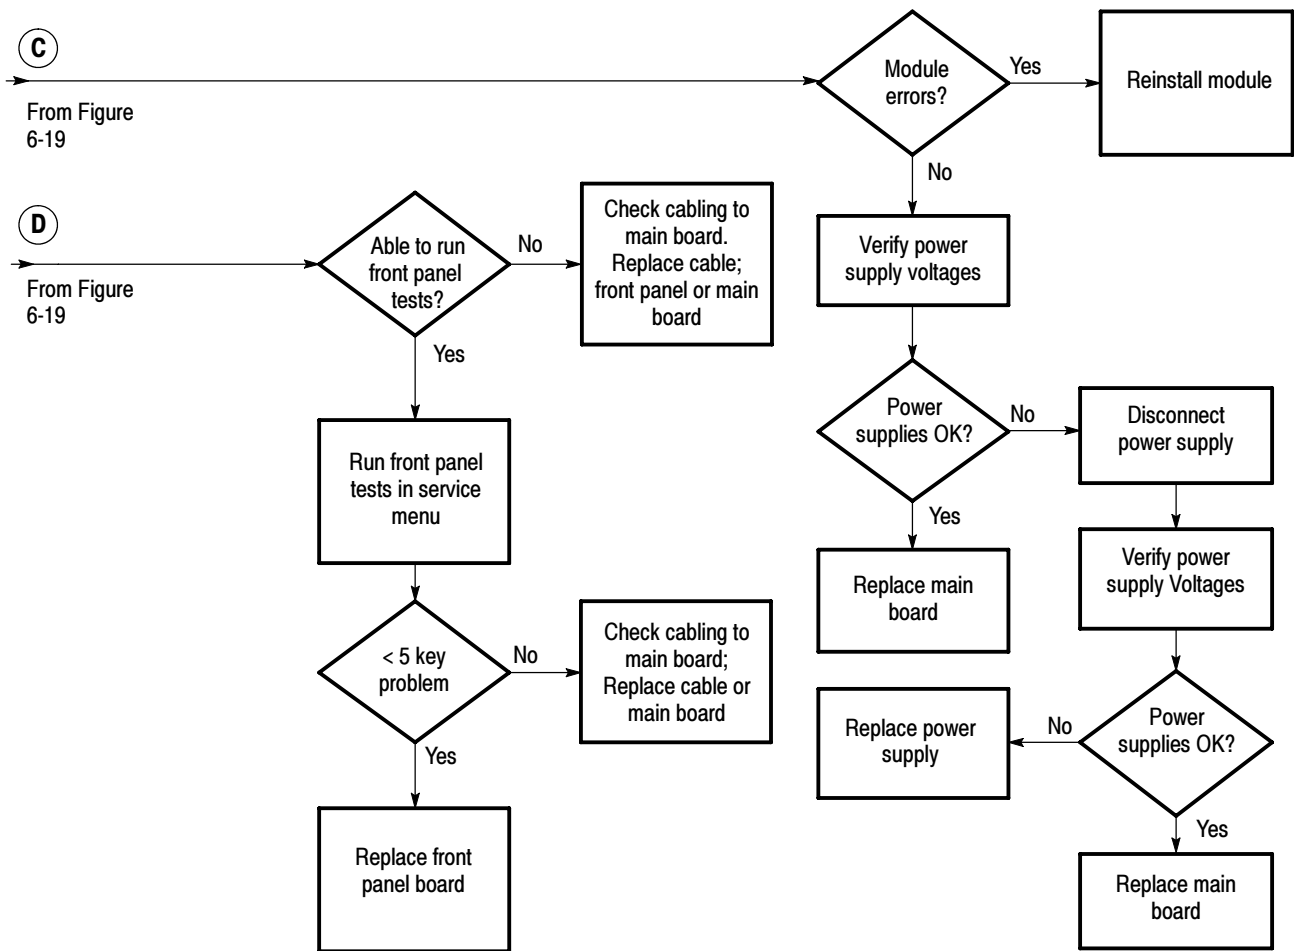 C
From Figure
6-19
Module
errors?
Yes
Reinstall module
No
Verify power
supply voltages
Power
supplies OK?
No
Disconnect
power supply
Verify power
supply Voltages
Yes
Replace main
board
Power
supplies OK?
No
Replace power
supply
Yes
Replace main
board
D
From Figure
6-19
Able to run
front panel
tests?
No
Check cabling to
main board.
Replace cable;
front panel or main
board
Yes
Run front panel
tests in service
menu
< 5 key
problem
No
Check cabling to
main board;
Replace cable or
main board
Yes
Replace front
panel board